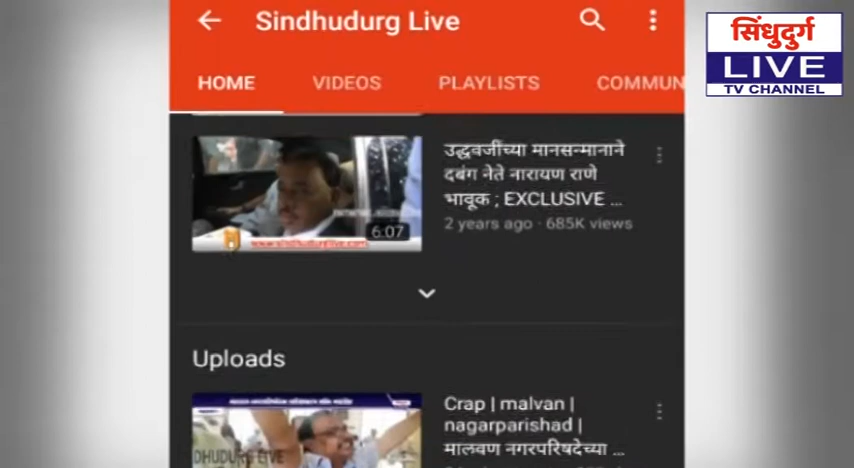 Sindhudurg Live
सिंधुदुर्ग
LIVE
TV CHANNEL
HOME VIDEOS PLAYLISTS COMMUN
उद्धवजींच्या मानसन्मानाने
दबंग नेते नारायण राणे
भावूक ; EXCLUSIVE ...
2 years ago · 685K views
6:07
Uploads
Crap | malvan |
nagarparishad |
मालवण नगरपरिषदेच्या ...
DHUDURG LIVE